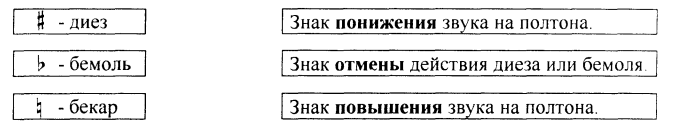 ♯ - диез Знак понижения звука на полтона.
♭ - бемоль Знак отмены действия диеза или бемоля.
♮ - бекар Знак повышения звука на полтона.